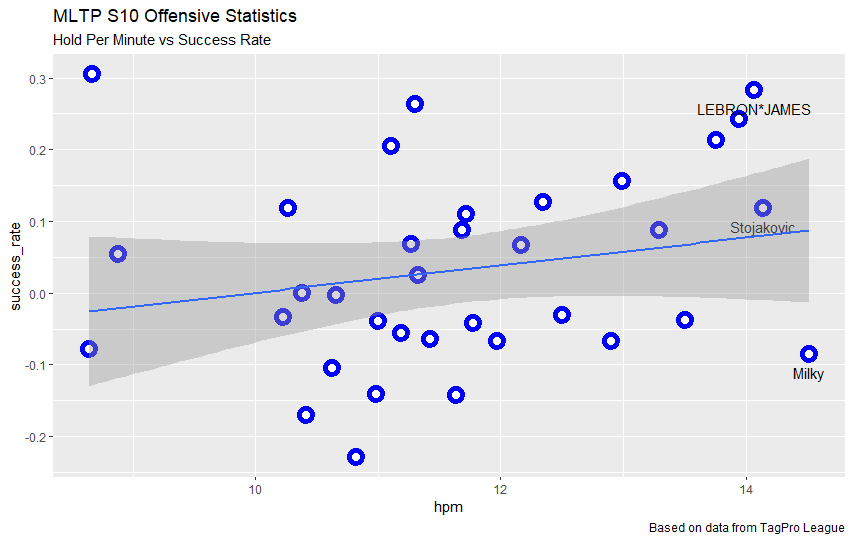 MLTP S10 Offensive Statistics
Hold Per Minute vs Success Rate
0.3
0.2
0.1
0.0
-0.1
-0.2
success_rate
LEBRON*JAMES
Stojakovic
Milky
10
12
14
hpm
Based on data from TagPro League